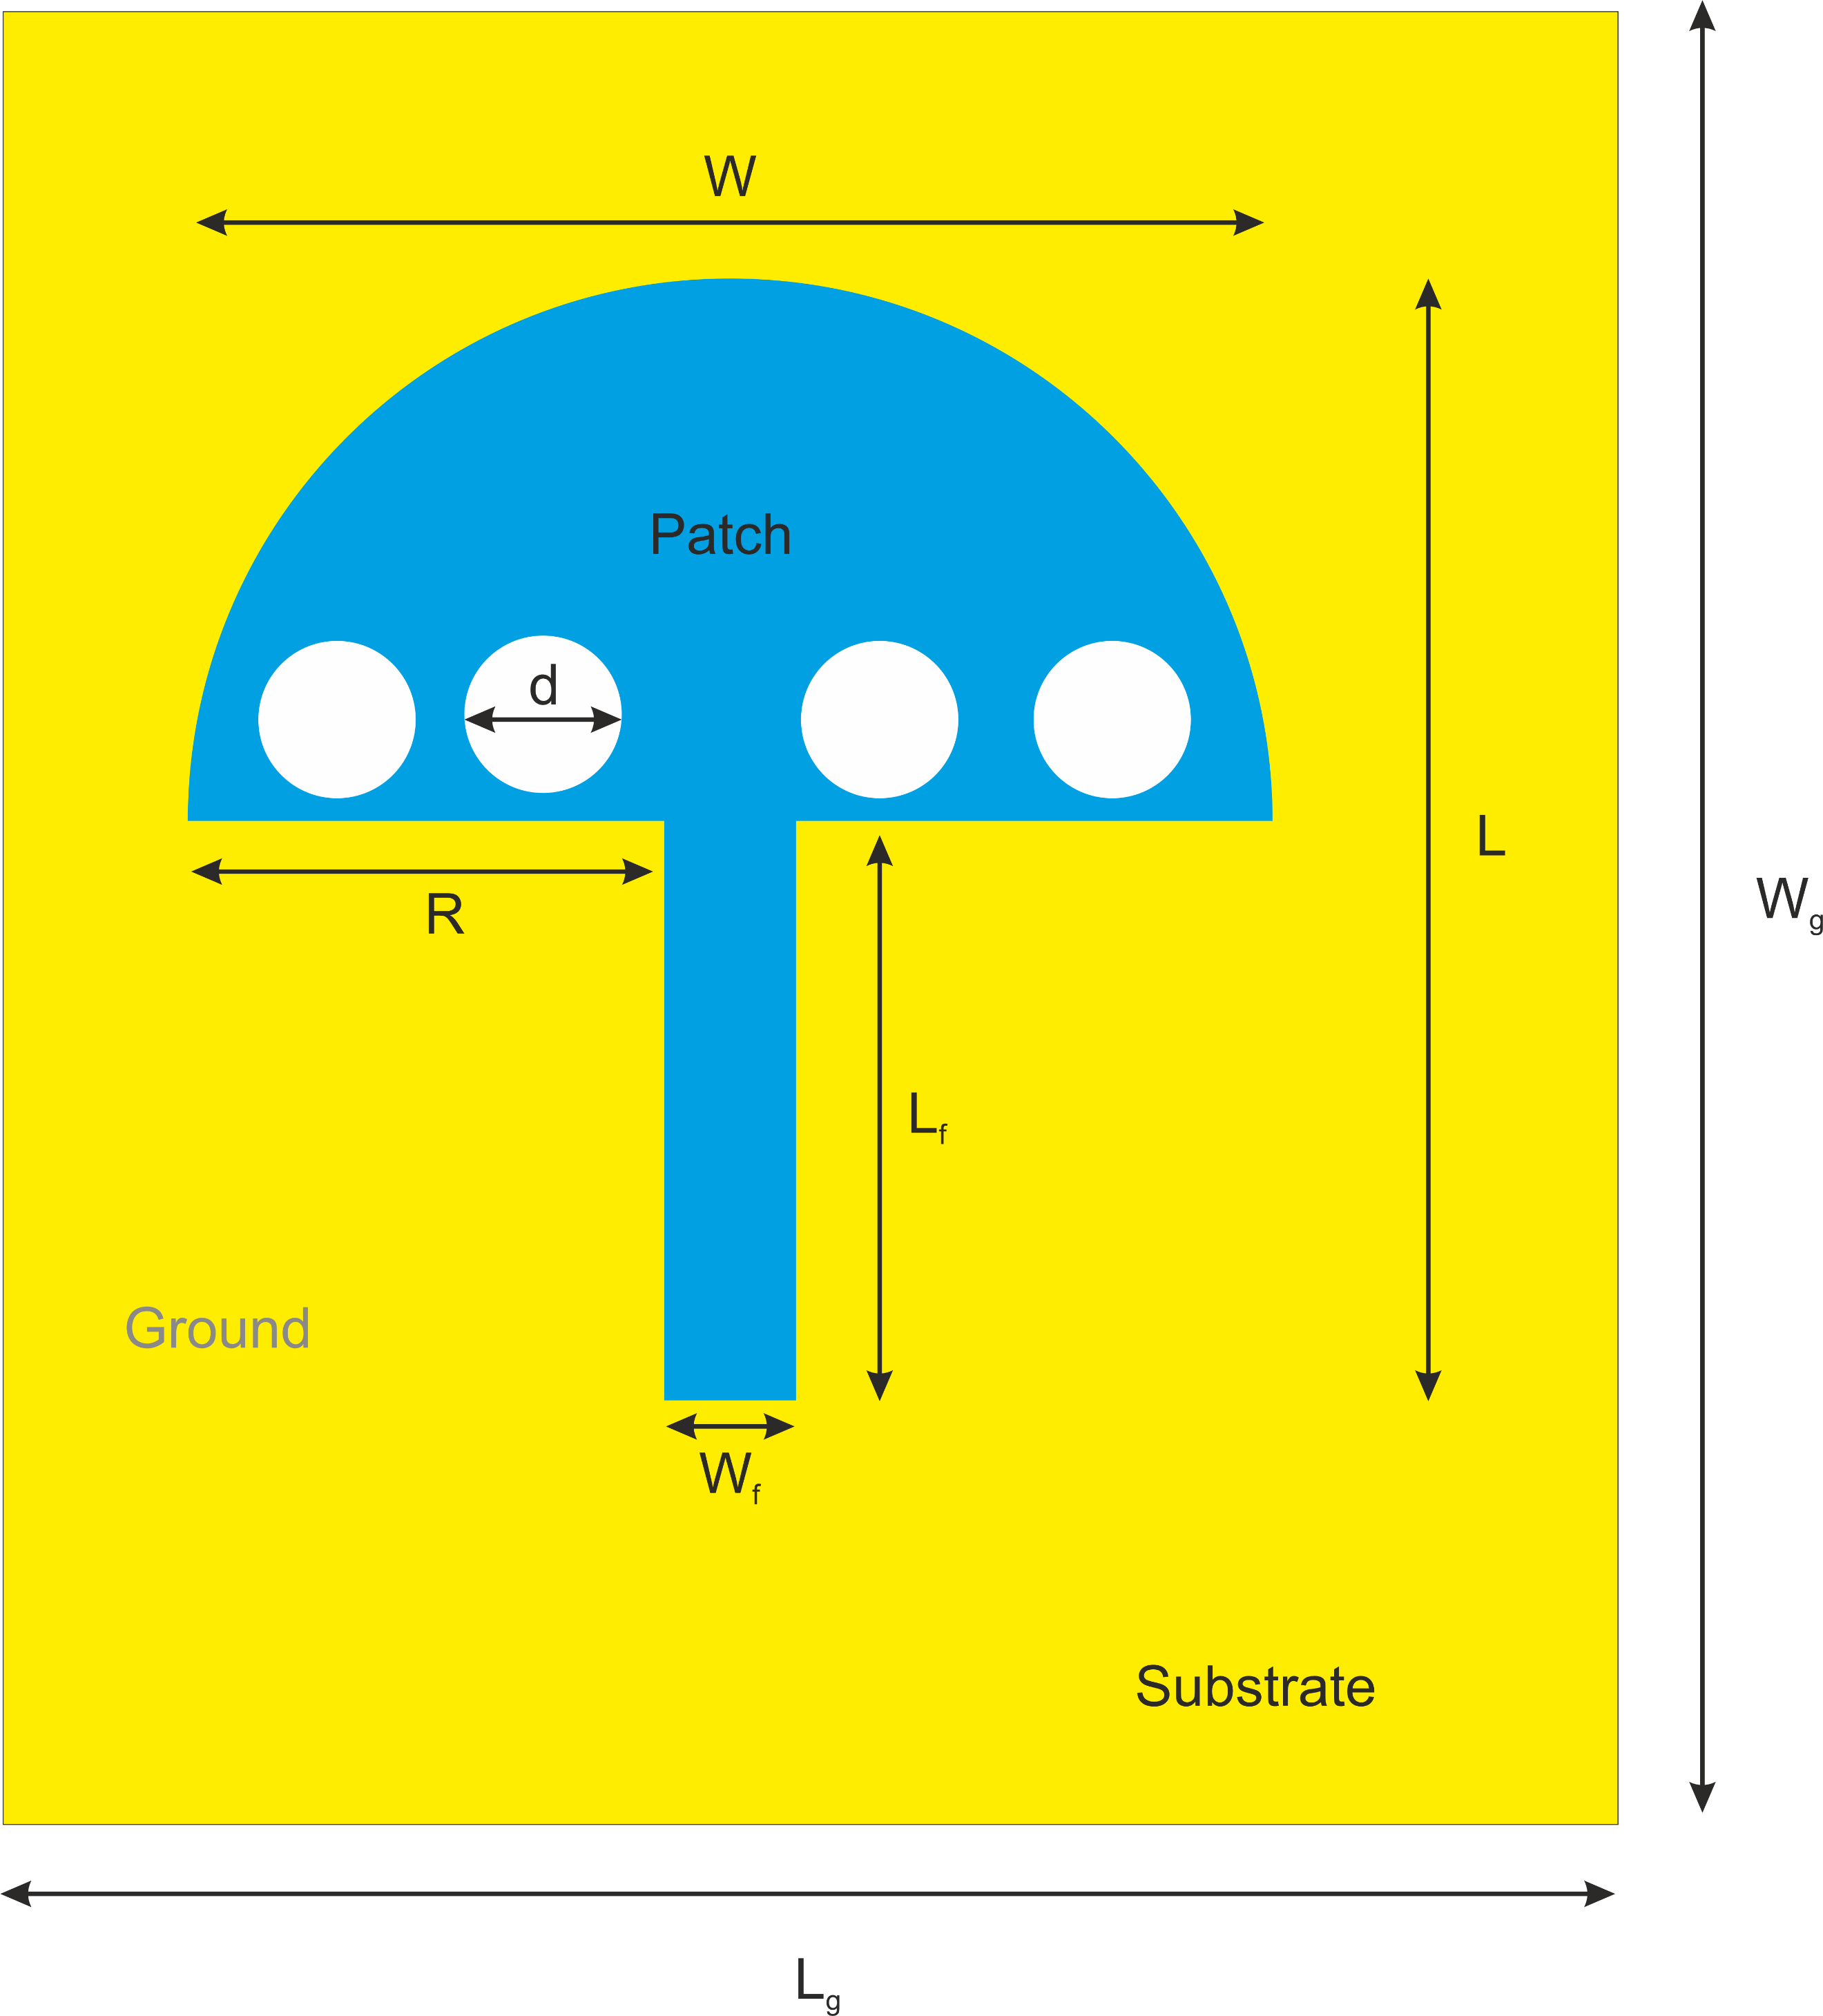 W
Patch
d
L
R
Wg
Lf
Ground
Wf
Substrate
Lg